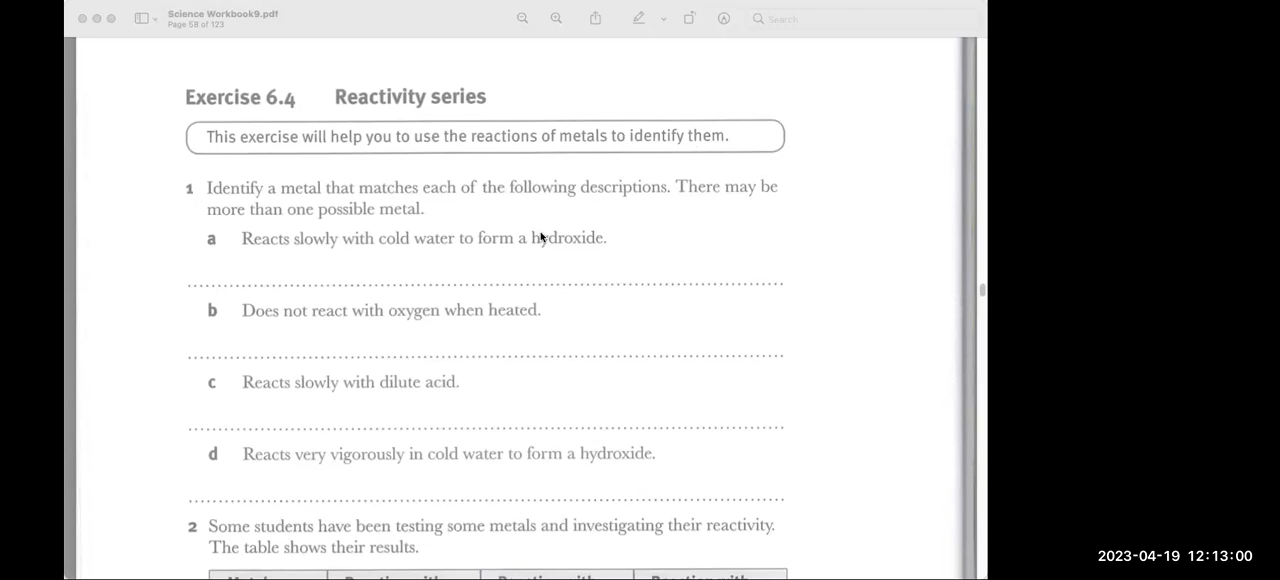 Science Workbook9.pdf
Page 58 of 123
Search
Exercise 6.4 Reactivity series
This exercise will help you to use the reactions of metals to identify them.
1 Identify a metal that matches each of the following descriptions. There may be
more than one possible metal.
a Reacts slowly with cold water to form a hydroxide.
b Does not react with oxygen when heated.
c Reacts slowly with dilute acid.
d Reacts very vigorously in cold water to form a hydroxide.
2 Some students have been testing some metals and investigating their reactivity.
The table shows their results.
2023-04-19 12:13:00